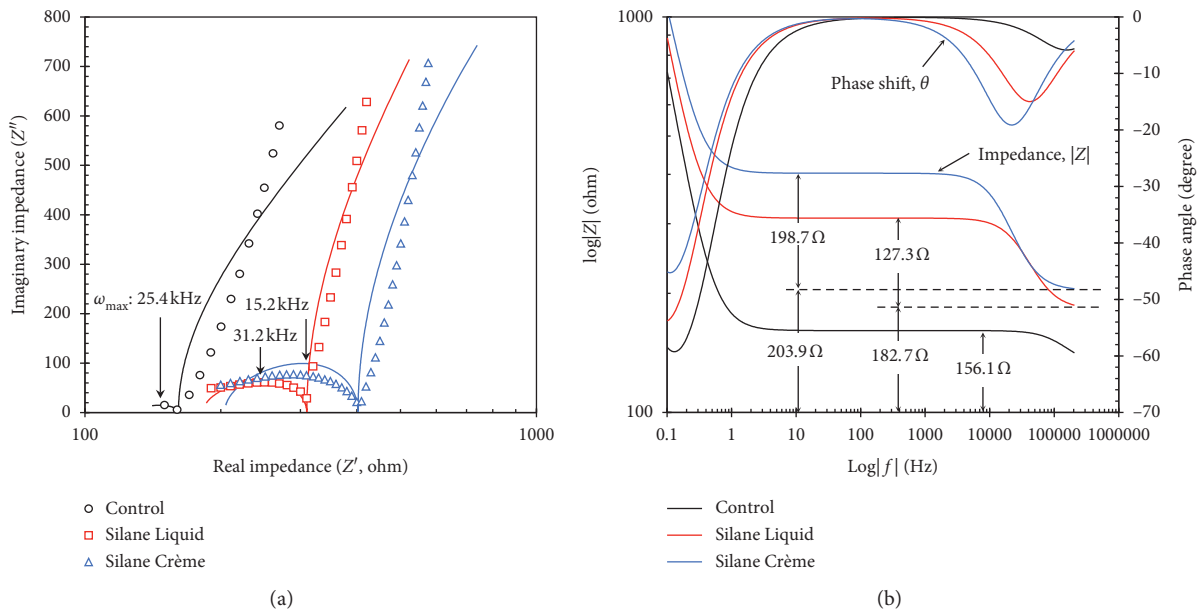 800
700
600
500
400
300
200
100
0
Imaginary impedance (Z″)
ω_max: 25.4 kHz
15.2 kHz
31.2 kHz
100
1000
Real impedance (Z′, ohm)
Control
Silane Liquid
Silane Crème
(a)
1000
100
log|Z| (ohm)
Phase shift, θ
Impedance, |Z|
198.7 Ω
127.3 Ω
203.9 Ω
182.7 Ω
156.1 Ω
0
−10
−20
−30
−40
−50
−60
−70
Phase angle (degree)
0.1
1
10
100
1000
10000
100000
1000000
Log|f| (Hz)
Control
Silane Liquid
Silane Crème
(b)